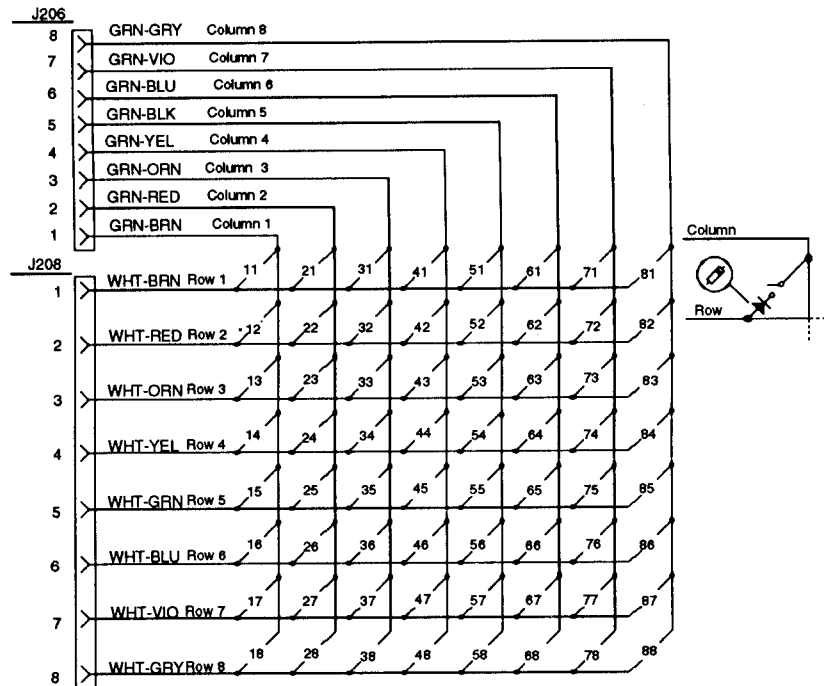 J206
8 GRN-GRY Column 8
7 GRN-VIO Column 7
6 GRN-BLU Column 6
5 GRN-BLK Column 5
4 GRN-YEL Column 4
3 GRN-ORN Column 3
2 GRN-RED Column 2
1 GRN-BRN Column 1
J208
1 WHT-BRN Row 1 11 21 31 41 51 61 71 81
2 WHT-RED Row 2 12 22 32 42 52 62 72 82
3 WHT-ORN Row 3 13 23 33 43 53 63 73 83
4 WHT-YEL Row 4 14 24 34 44 54 64 74 84
5 WHT-GRN Row 5 15 25 35 45 55 65 75 85
6 WHT-BLU Row 6 16 26 36 46 56 66 76 86
7 WHT-VIO Row 7 17 27 37 47 57 67 77 87
8 WHT-GRY Row 8 18 28 38 48 58 68 78 88
Column
Row